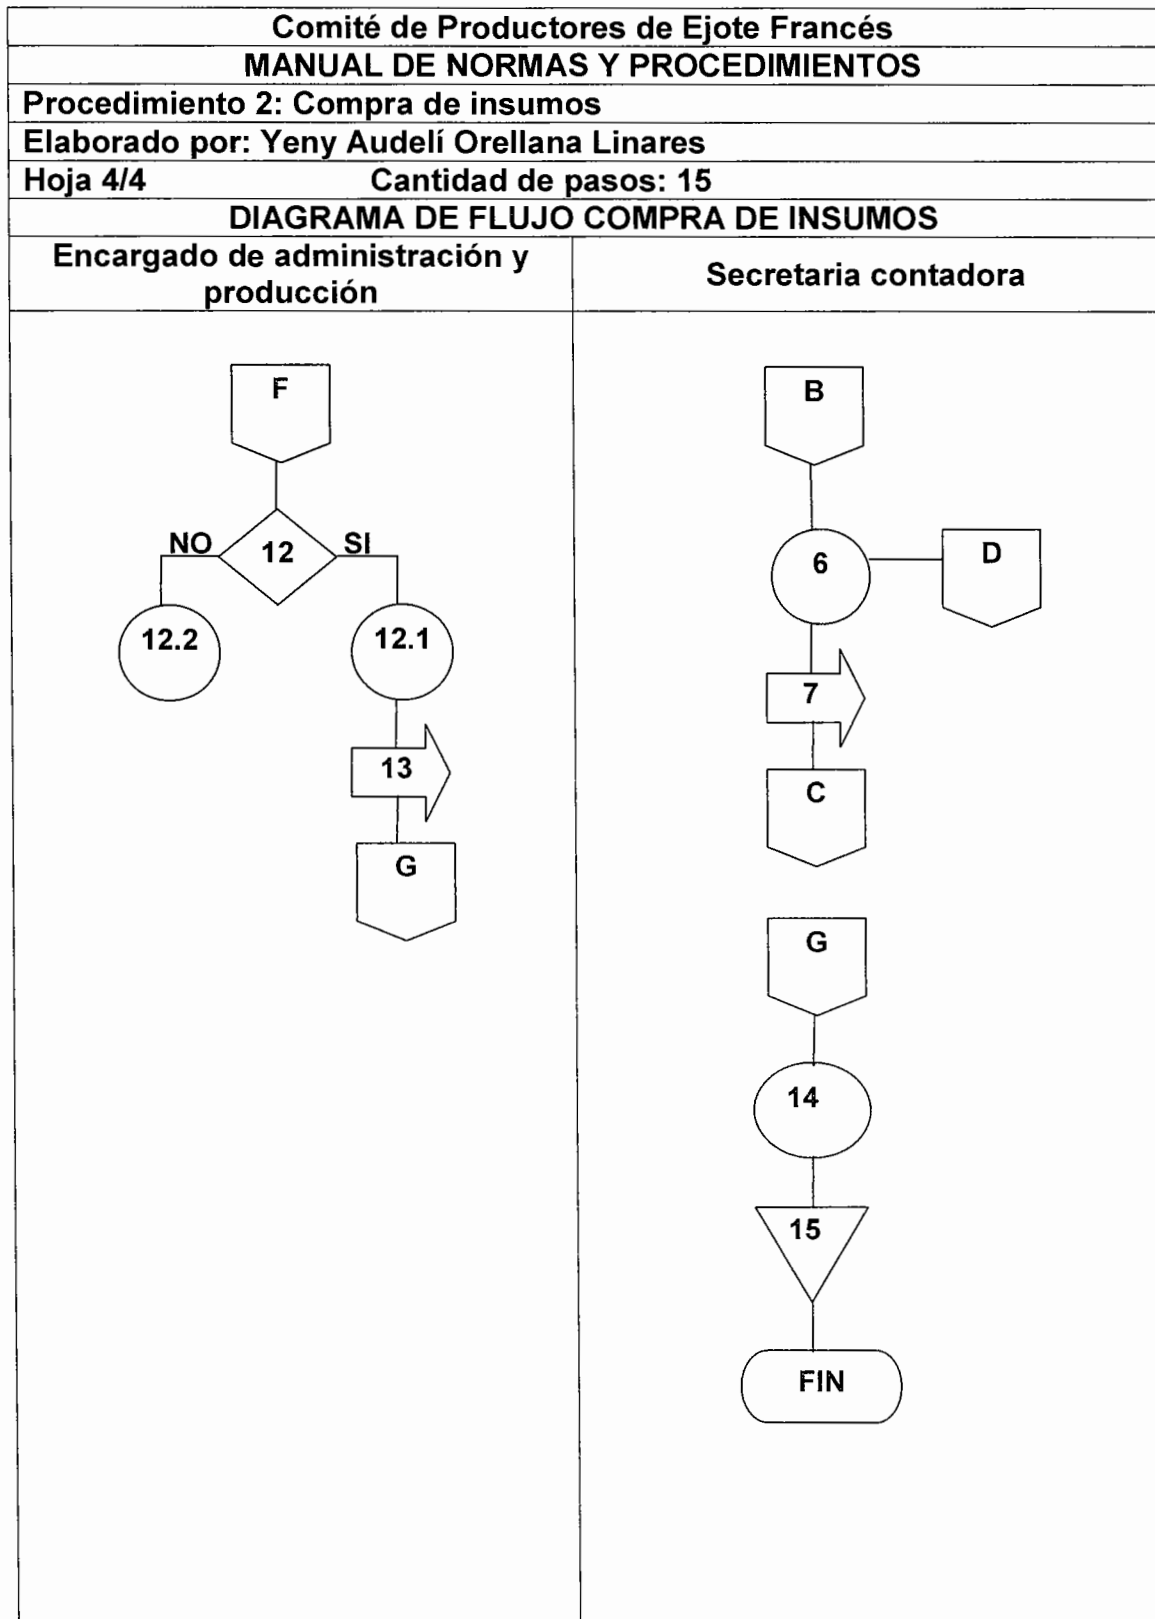 Comité de Productores de Ejote Francés
MANUAL DE NORMAS Y PROCEDIMIENTOS
Procedimiento 2: Compra de insumos
Elaborado por: Yeny Audelí Orellana Linares
Hoja 4/4 Cantidad de pasos: 15
DIAGRAMA DE FLUJO COMPRA DE INSUMOS
Encargado de administración y
producción
Secretaria contadora
F
NO
12
SI
12.2
12.1
13
G
B
6
D
7
C
G
14
15
FIN